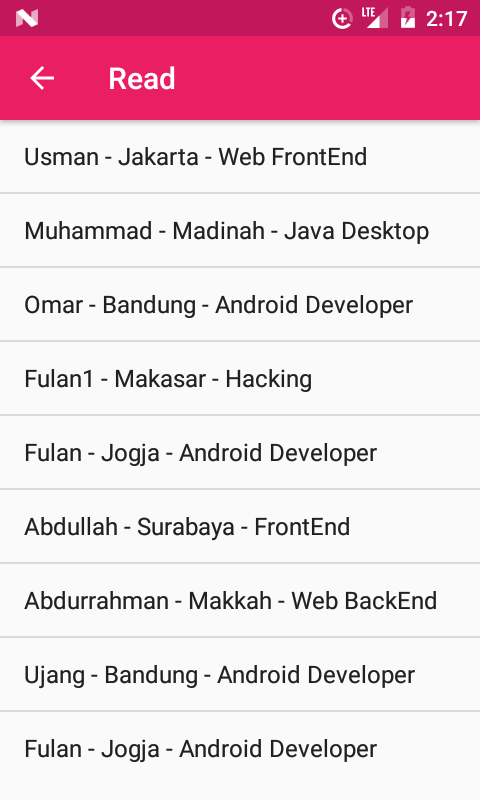 LTE 2:17
Read
Usman - Jakarta - Web FrontEnd
Muhammad - Madinah - Java Desktop
Omar - Bandung - Android Developer
Fulan1 - Makasar - Hacking
Fulan - Jogja - Android Developer
Abdullah - Surabaya - FrontEnd
Abdurrahman - Makkah - Web BackEnd
Ujang - Bandung - Android Developer
Fulan - Jogja - Android Developer